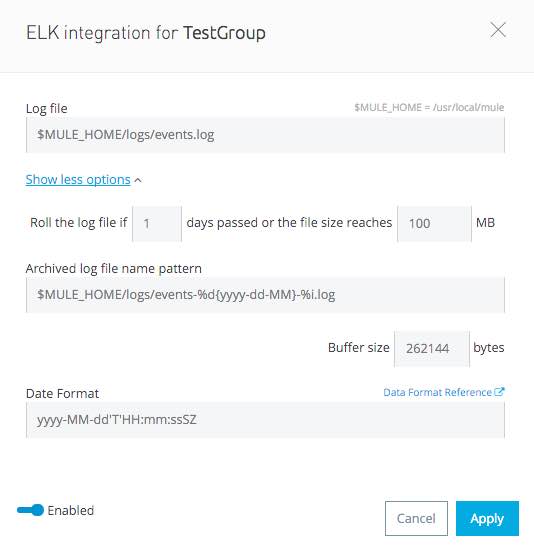 ELK integration for TestGroup
Log file $MULE_HOME = /usr/local/mule
$MULE_HOME/logs/events.log
Show less options
Roll the log file if 1 days passed or the file size reaches 100 MB
Archived log file name pattern
$MULE_HOME/logs/events-%d{yyyy-dd-MM}-%i.log
Buffer size 262144 bytes
Date Format Data Format Reference
yyyy-MM-dd'T'HH:mm:ssSZ
Enabled Cancel Apply